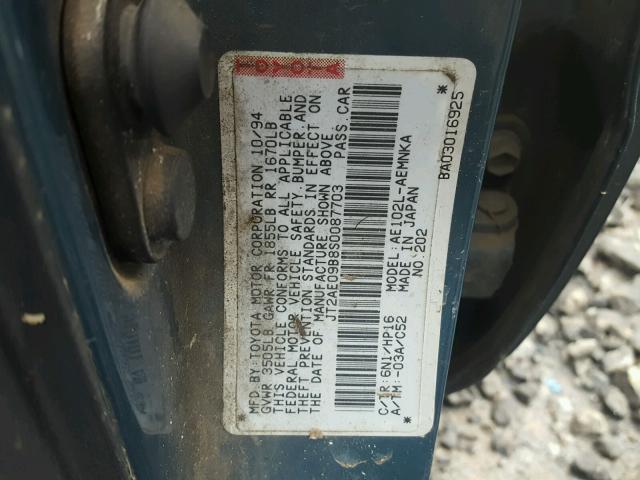 TOYOTA
MFD. BY: TOYOTA MOTOR CORPORATION 10/94
GVWR 3505LB GAWR FR 1855LB RR 1670LB
THIS VEHICLE CONFORMS TO ALL APPLICABLE
FEDERAL MOTOR VEHICLE SAFETY, BUMPER, AND
THEFT PREVENTION STANDARDS IN EFFECT ON
THE DATE OF MANUFACTURE SHOWN ABOVE.
JT2AE09B8S0087703 PASS. CAR
MODEL: AE102L-AEMNKA
MADE IN JAPAN
NO. 202
C/TR: 6N1/HP16
A/TM: -03A/C52
* BA03016925 *